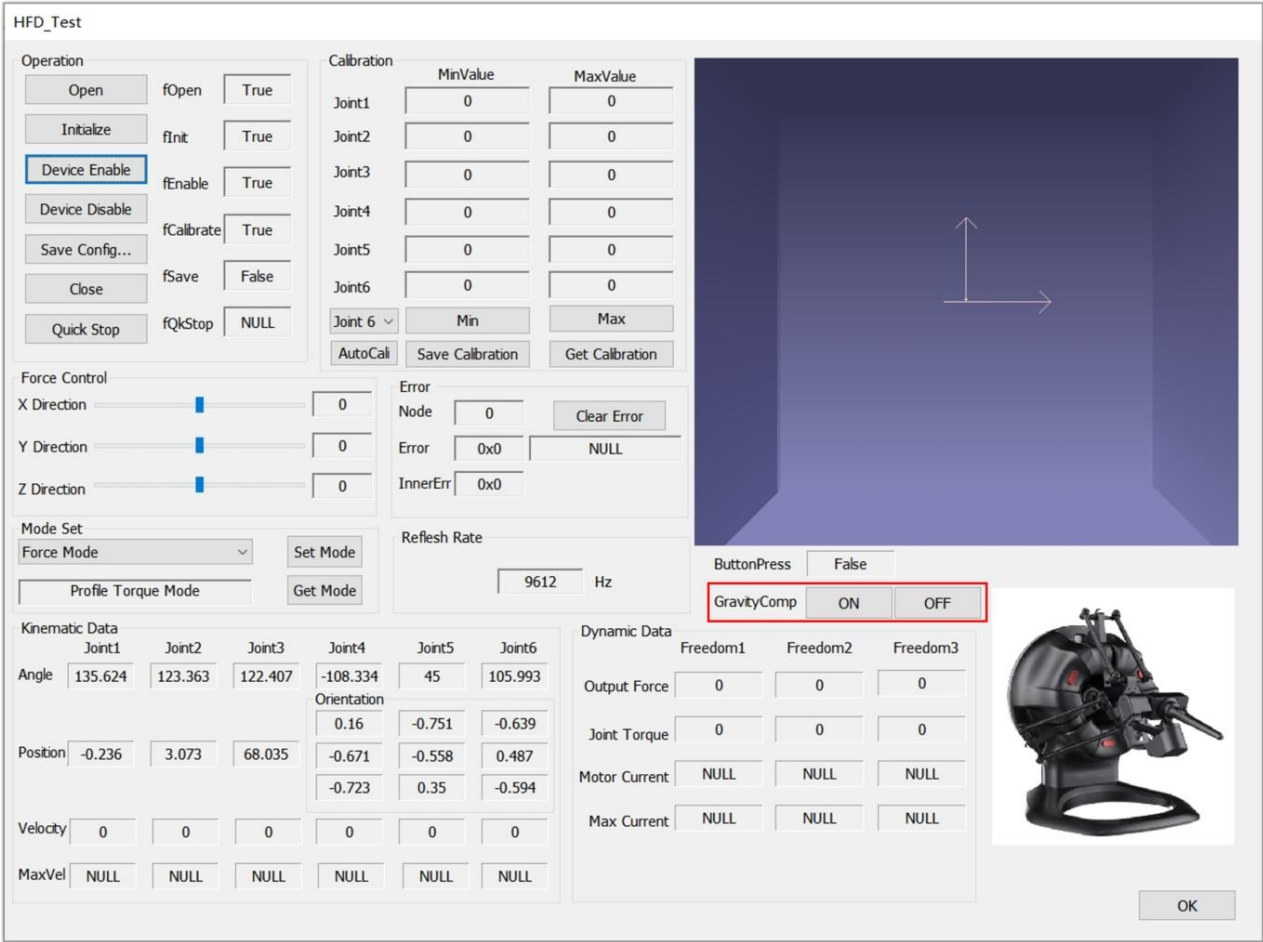 HFD_Test
Operation
Open fOpen True
Initialize fInit True
Device Enable fEnable True
Device Disable fCalibrate True
Save Config... fSave False
Close fQkStop NULL
Quick Stop
Calibration
MinValue MaxValue
Joint1 0 0
Joint2 0 0
Joint3 0 0
Joint4 0 0
Joint5 0 0
Joint6 0 0
Joint 6 Min Max
AutoCali Save Calibration Get Calibration
Force Control
X Direction 0
Y Direction 0
Z Direction 0
Error
Node 0 Clear Error
Error 0x0 NULL
InnerErr 0x0
Mode Set
Force Mode Set Mode
Profile Torque Mode Get Mode
Reflesh Rate
9612 Hz
ButtonPress False
GravityComp ON OFF
Kinematic Data
Joint1 Joint2 Joint3 Joint4 Joint5 Joint6
Angle 135.624 123.363 122.407 -108.334 45 105.993
Orientation
0.16 -0.751 -0.639
Position -0.236 3.073 68.035 -0.671 -0.558 0.487
-0.723 0.35 -0.594
Velocity 0 0 0 0 0 0
MaxVel NULL NULL NULL NULL NULL NULL
Dynamic Data
Freedom1 Freedom2 Freedom3
Output Force 0 0 0
Joint Torque 0 0 0
Motor Current NULL NULL NULL
Max Current NULL NULL NULL
OK